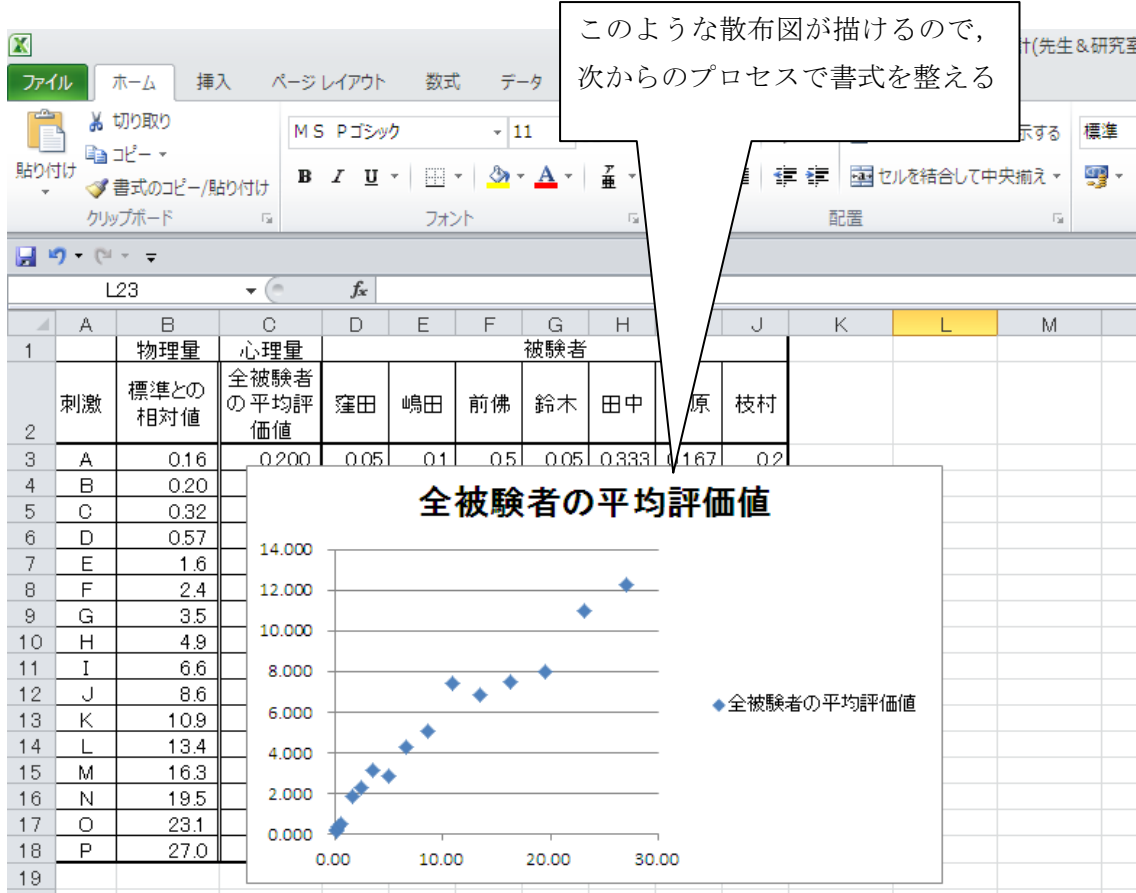 このような散布図が描けるので，
次からのプロセスで書式を整える
計(先生＆研究室
ファイル ホーム 挿入 ページ レイアウト 数式 データ
切り取り
コピー
書式のコピー/貼り付け
貼り付け
クリップボード
ＭＳ Ｐゴシック 11
B I U A
フォント
示する
セルを結合して中央揃え
配置
標準
L23 fx
A B C D E F G H J K L M
1 物理量 心理量 被験者
2 刺激 標準との相対値 全被験者の平均評価値 窪田 嶋田 前佛 鈴木 田中 原 枝村
3 A 0.16 0.200 0.05 0.1 0.5 0.05 0.333 0.167 0.2
4 B 0.20
5 C 0.32
6 D 0.57
7 E 1.6
8 F 2.4
9 G 3.5
10 H 4.9
11 I 6.6
12 J 8.6
13 K 10.9
14 L 13.4
15 M 16.3
16 N 19.5
17 O 23.1
18 P 27.0
19
全被験者の平均評価値
14.000
12.000
10.000
8.000
6.000
4.000
2.000
0.000
0.00 10.00 20.00 30.00
全被験者の平均評価値